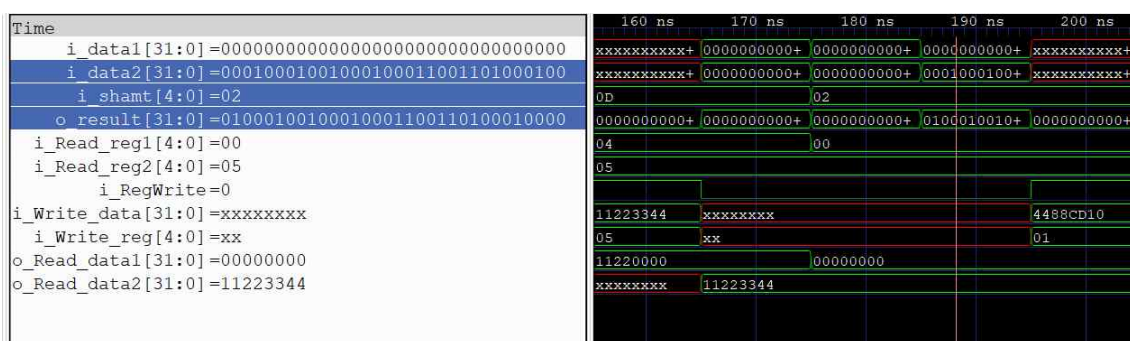 Time 160 ns 170 ns 180 ns 190 ns 200 ns
i_data1[31:0]=00000000000000000000000000000000 xxxxxxxxxx+ 0000000000+ 0000000000+ 0000000000+ xxxxxxxxxx+
i_data2[31:0]=00010001001000100011001101000100 xxxxxxxxxx+ 0000000000+ 0000000000+ 0001000100+ xxxxxxxxxx+
i_shamt[4:0]=02 0D 02
o_result[31:0]=01000100100010001100110100010000 0000000000+ 0000000000+ 0000000000+ 0100010010+ 0000000000+
i_Read_reg1[4:0]=00 04 00
i_Read_reg2[4:0]=05 05
i_RegWrite=0
i_Write_data[31:0]=xxxxxxxx 11223344 xxxxxxxx 4488CD10
i_Write_reg[4:0]=xx 05 xx 01
o_Read_data1[31:0]=00000000 11220000 00000000
o_Read_data2[31:0]=11223344 xxxxxxxx 11223344